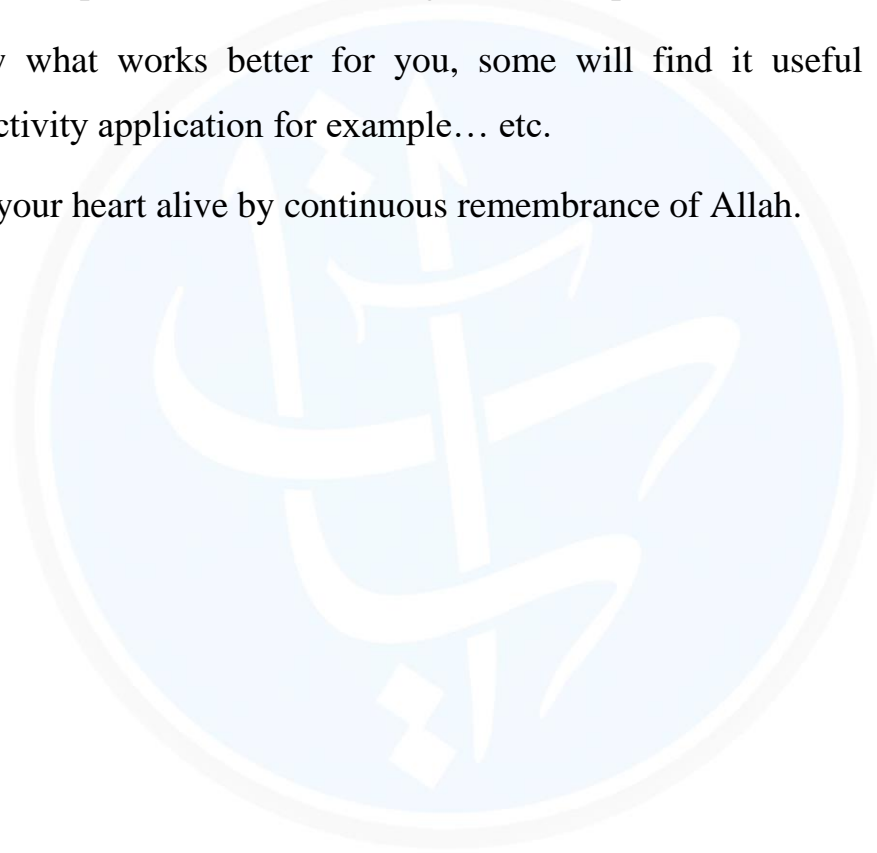 what works better for you, some will find it useful
ctivity application for example… etc.
your heart alive by continuous remembrance of Allah.